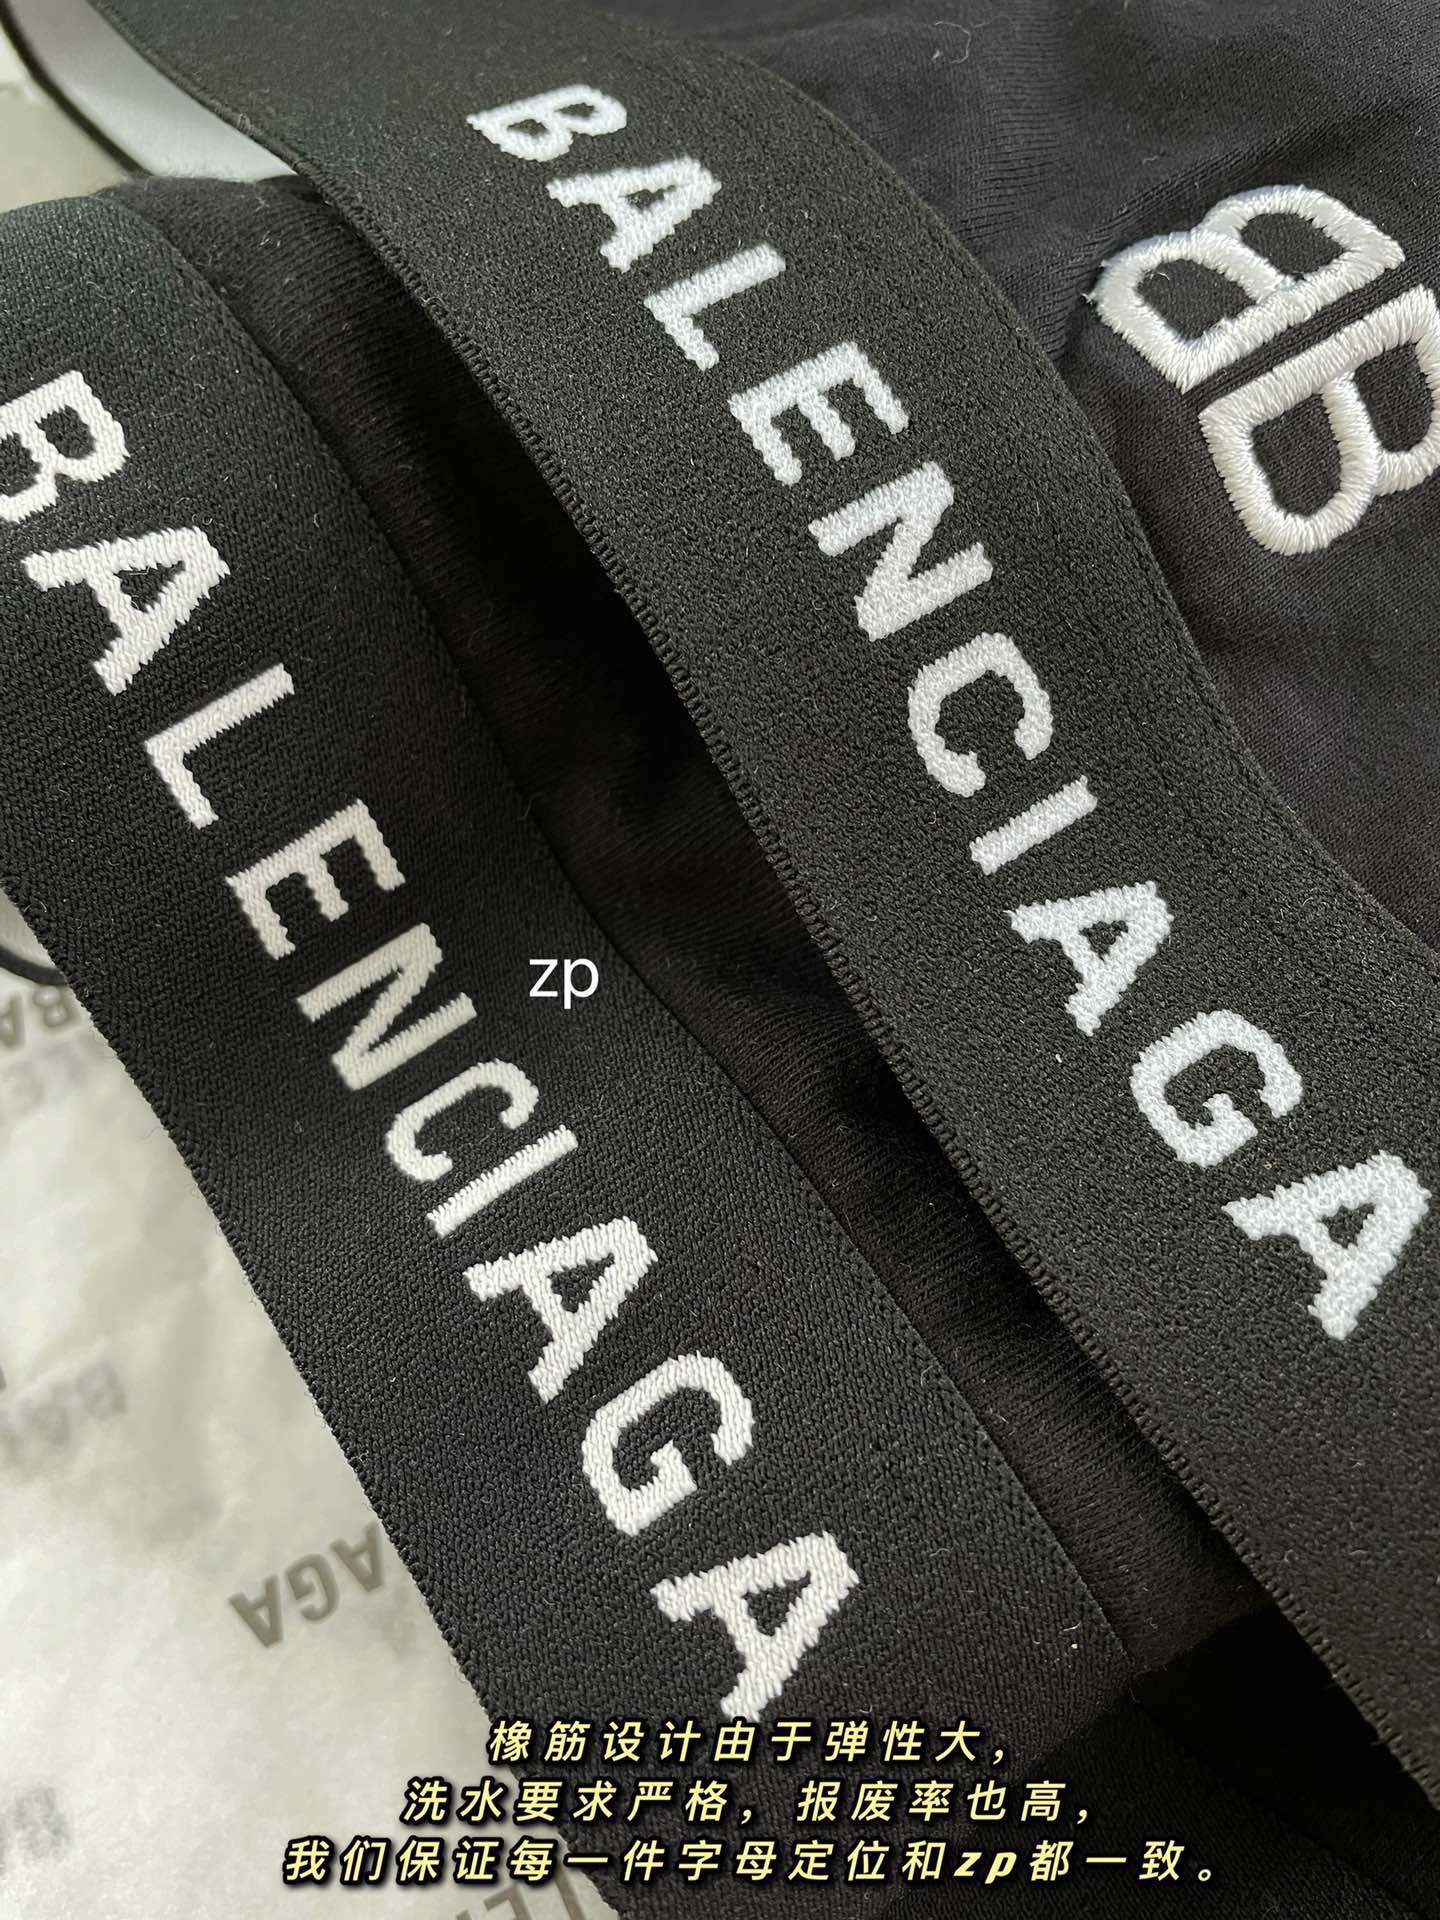 BALENCIAGA
BALENCIAGA
BB
zp
AGA
橡筋设计由于弹性大，
洗水要求严格，报废率也高，
我们保证每一件字母定位和zp都一致。